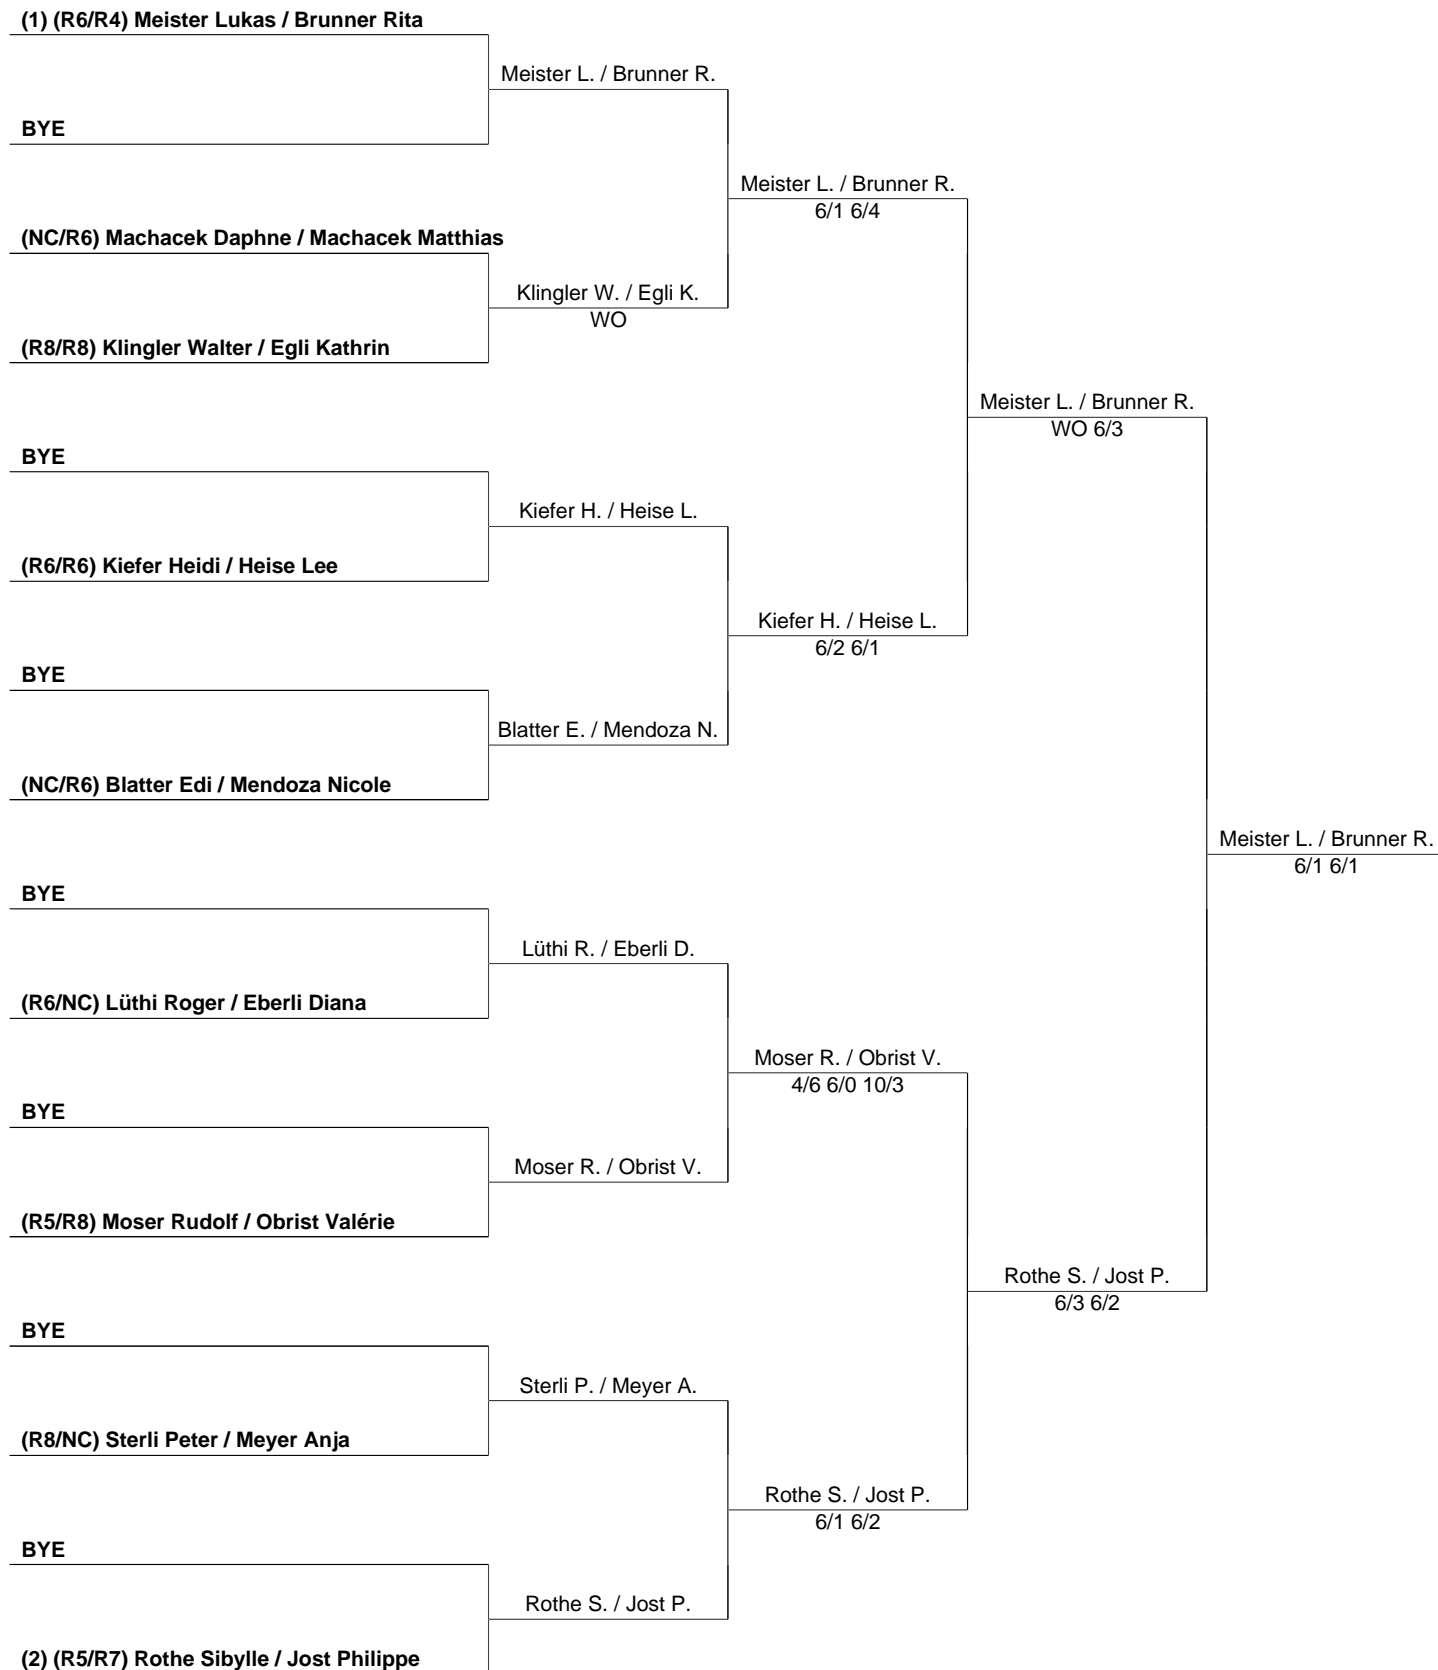 (1) (R6/R4) Meister Lukas / Brunner Rita
Meister L. / Brunner R.
BYE
Meister L. / Brunner R.
6/1 6/4
(NC/R6) Machacek Daphne / Machacek Matthias
Klingler W. / Egli K.
WO
(R8/R8) Klingler Walter / Egli Kathrin
Meister L. / Brunner R.
WO 6/3
BYE
Kiefer H. / Heise L.
(R6/R6) Kiefer Heidi / Heise Lee
Kiefer H. / Heise L.
6/2 6/1
BYE
Blatter E. / Mendoza N.
(NC/R6) Blatter Edi / Mendoza Nicole
Meister L. / Brunner R.
6/1 6/1
BYE
Lüthi R. / Eberli D.
(R6/NC) Lüthi Roger / Eberli Diana
Moser R. / Obrist V.
4/6 6/0 10/3
BYE
Moser R. / Obrist V.
(R5/R8) Moser Rudolf / Obrist Valérie
Rothe S. / Jost P.
6/3 6/2
BYE
Sterli P. / Meyer A.
(R8/NC) Sterli Peter / Meyer Anja
Rothe S. / Jost P.
6/1 6/2
BYE
Rothe S. / Jost P.
(2) (R5/R7) Rothe Sibylle / Jost Philippe